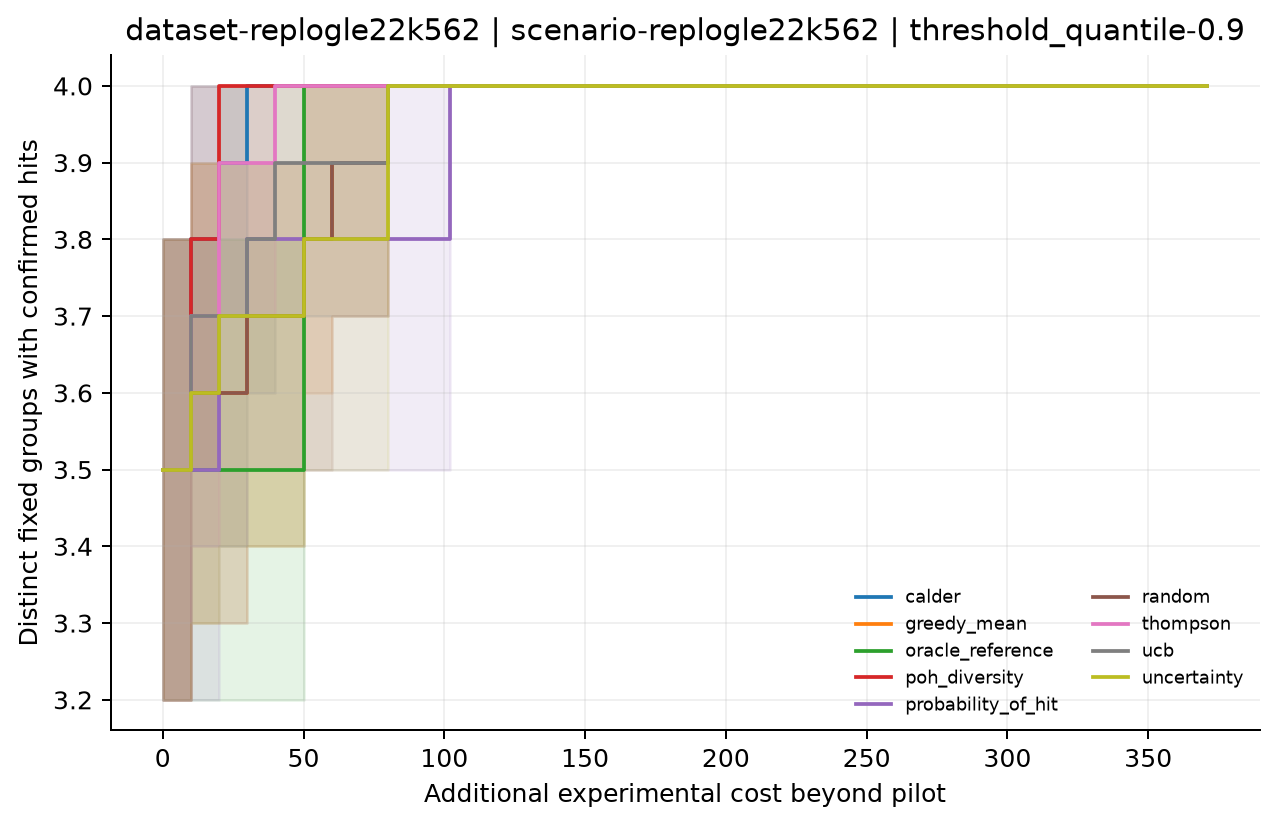 dataset-replogle22k562 | scenario-replogle22k562 | threshold_quantile-0.9
Distinct fixed groups with confirmed hits
4.0
3.9
3.8
3.7
3.6
3.5
3.4
3.3
3.2
0 50 100 150 200 250 300 350
Additional experimental cost beyond pilot
calder
greedy_mean
oracle_reference
poh_diversity
probability_of_hit
random
thompson
ucb
uncertainty